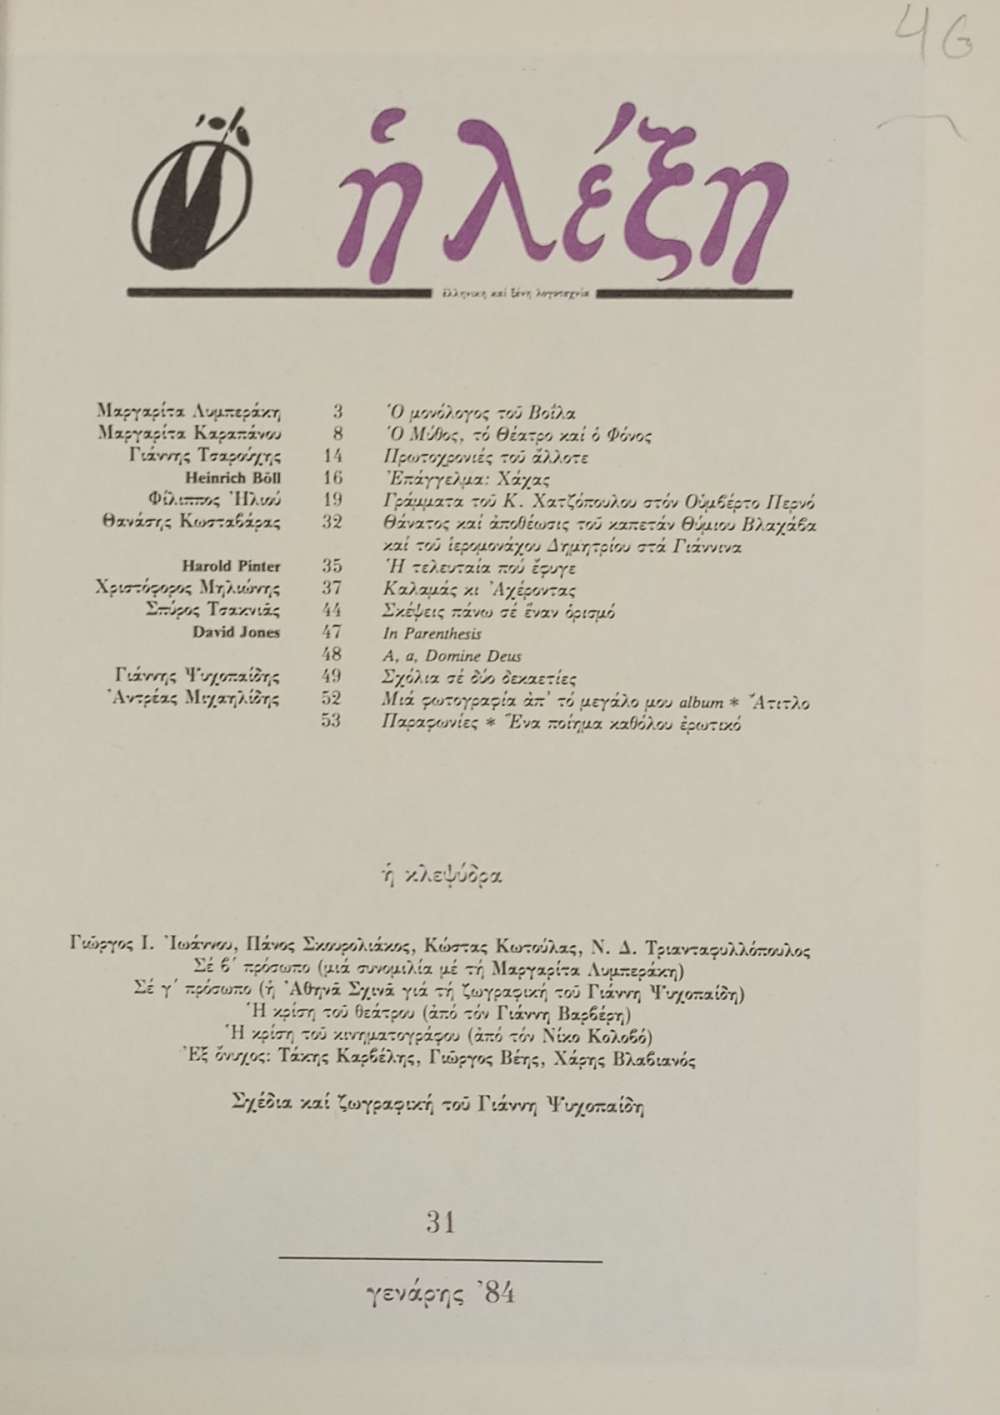 46
ἡ λέξη
ἑλληνική καί ξένη λογοτεχνία
Μαργαρίτα Λυμπεράκη 3 Ὁ μονόλογος τοῦ Βοΐλα
Μαργαρίτα Καραπάνου 8 Ὁ Μύθος, τό Θέατρο καί ὁ Φόνος
Γιάννης Τσαρούχης 14 Πρωτοχρονιές τοῦ ἄλλοτε
Heinrich Böll 16 Ἐπάγγελμα: Χάχας
Φίλιππος Ἠλιού 19 Γράμματα τοῦ Κ. Χατζόπουλου στόν Οὐμβέρτο Περνό
Θανάσης Κωσταβάρας 32 Θάνατος καί ἀποθέωσις τοῦ καπετάν Θύμιου Βλαχάβα
καί τοῦ ἱερομονάχου Δημητρίου στά Γιάννινα
Harold Pinter 35 Ἡ τελευταία πού ἔφυγε
Χριστόφορος Μηλιώνης 37 Καλαμάς κι Ἀχέροντας
Σπύρος Τσακνιᾶς 44 Σκέψεις πάνω σέ ἕναν ὁρισμό
David Jones 47 In Parenthesis
48 A, a, Domine Deus
Γιάννης Ψυχοπαίδης 49 Σχόλια σέ δύο δεκαετίες
Ἀντρέας Μιχαηλίδης 52 Μιά φωτογραφία ἀπ' τό μεγάλο μου album * Ἄτιτλο
53 Παραφωνίες * Ἕνα ποίημα καθόλου ἐρωτικό
ἡ κλεψύδρα
Γιῶργος Ι. Ἰωάννου, Πάνος Σκουρολιάκος, Κώστας Κωτούλας, Ν. Δ. Τριανταφυλλόπουλος
Σέ β΄ πρόσωπο (μιά συνομιλία μέ τή Μαργαρίτα Λυμπεράκη)
Σέ γ΄ πρόσωπο (ἡ Ἀθηνᾶ Σχινᾶ γιά τή ζωγραφική τοῦ Γιάννη Ψυχοπαίδη)
Ἡ κρίση τοῦ θεάτρου (ἀπό τόν Γιάννη Βαρβέρη)
Ἡ κρίση τοῦ κινηματογράφου (ἀπό τόν Νίκο Κολοβό)
Ἐξ ὄνυχος: Τάκης Καρβέλης, Γιῶργος Βέης, Χάρης Βλαβιανός
Σχέδια καί ζωγραφική τοῦ Γιάννη Ψυχοπαίδη
31
γενάρης '84